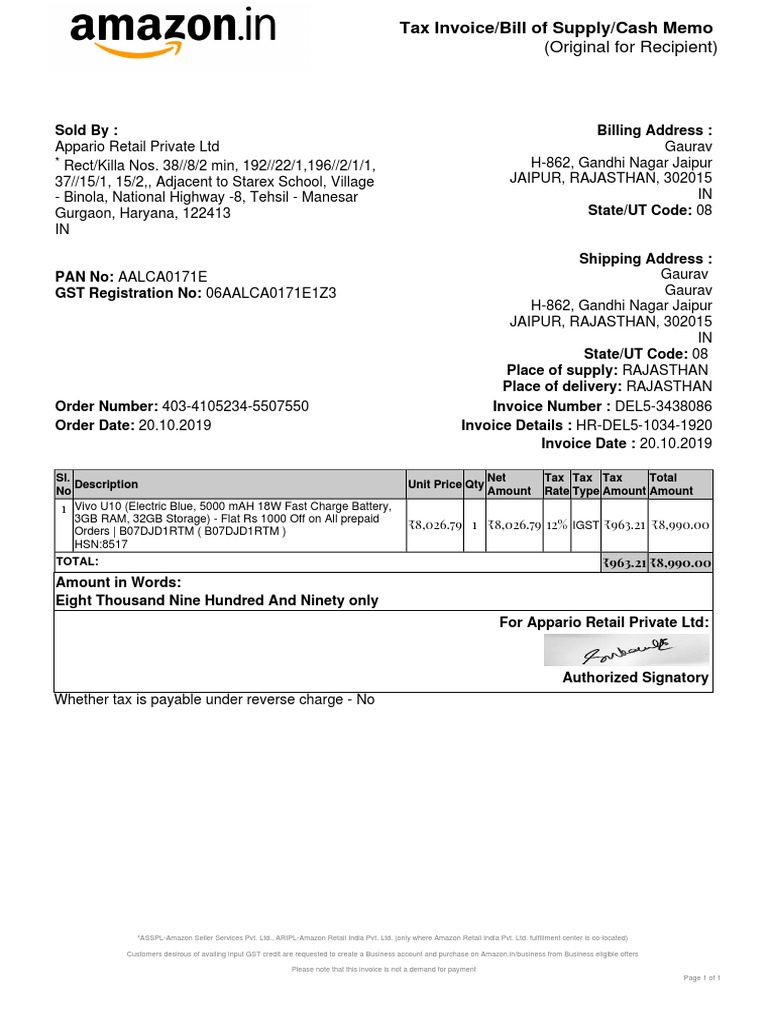 amazon.in
Tax Invoice/Bill of Supply/Cash Memo
(Original for Recipient)
Sold By :
Appario Retail Private Ltd
* Rect/Killa Nos. 38//8/2 min, 192//22/1,196//2/1/1,
37//15/1, 15/2,, Adjacent to Starex School, Village
- Binola, National Highway -8, Tehsil - Manesar
Gurgaon, Haryana, 122413
IN
PAN No: AALCA0171E
GST Registration No: 06AALCA0171E1Z3
Billing Address :
Gaurav
H-862, Gandhi Nagar Jaipur
JAIPUR, RAJASTHAN, 302015
IN
State/UT Code: 08
Shipping Address :
Gaurav
Gaurav
H-862, Gandhi Nagar Jaipur
JAIPUR, RAJASTHAN, 302015
IN
State/UT Code: 08
Place of supply: RAJASTHAN
Place of delivery: RAJASTHAN
Order Number: 403-4105234-5507550
Order Date: 20.10.2019
Invoice Number : DEL5-3438086
Invoice Details : HR-DEL5-1034-1920
Invoice Date : 20.10.2019
Sl. No Description Unit Price Qty Net Amount Tax Rate Tax Type Tax Amount Total Amount
1 Vivo U10 (Electric Blue, 5000 mAH 18W Fast Charge Battery,
3GB RAM, 32GB Storage) - Flat Rs 1000 Off on All prepaid
Orders | B07DJD1RTM ( B07DJD1RTM )
HSN:8517
₹8,026.79 1 ₹8,026.79 12% IGST ₹963.21 ₹8,990.00
TOTAL: ₹963.21 ₹8,990.00
Amount in Words:
Eight Thousand Nine Hundred And Ninety only
For Appario Retail Private Ltd:
Authorized Signatory
Whether tax is payable under reverse charge - No
*ASSPL-Amazon Seller Services Pvt. Ltd., ARIPL-Amazon Retail India Pvt. Ltd. (only where Amazon Retail India Pvt. Ltd. fulfillment center is co-located)
Customers desirous of availing input GST credit are requested to create a Business account and purchase on Amazon.in/business from Business eligible offers
Please note that this invoice is not a demand for payment
Page 1 of 1